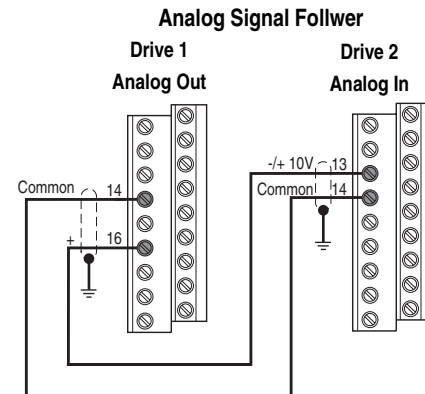 Analog Signal Follwer
Drive 1
Analog Out
Drive 2
Analog In
Common 14
+ 16
-/+ 10V 13
Common 14